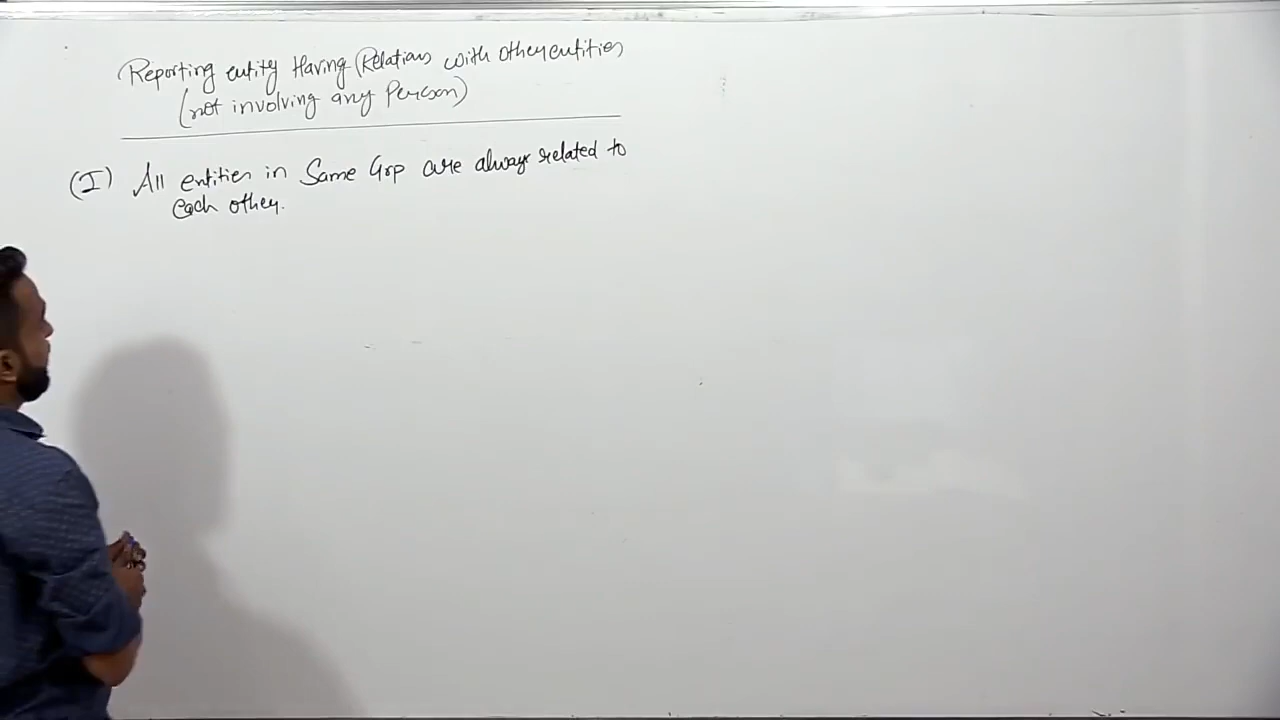 Reporting entity Having Relations with other entities
(not involving any Person)
(I) All entities in Same Grp are always related to
each other.